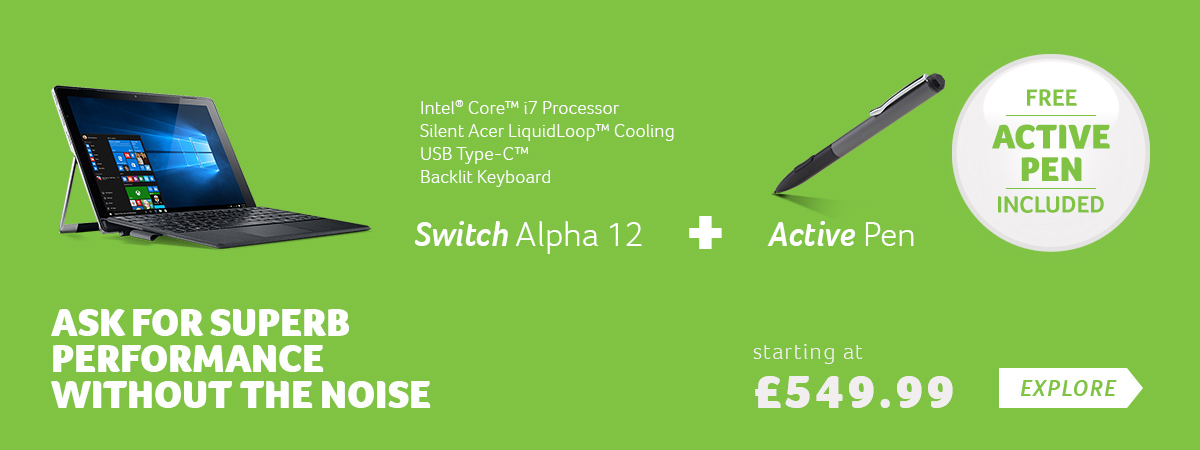 Intel® Core™ i7 Processor
Silent Acer LiquidLoop™ Cooling
USB Type-C™
Backlit Keyboard
Switch Alpha 12
+
Active Pen
FREE
ACTIVE
PEN
INCLUDED
ASK FOR SUPERB
PERFORMANCE
WITHOUT THE NOISE
starting at
£549.99
EXPLORE